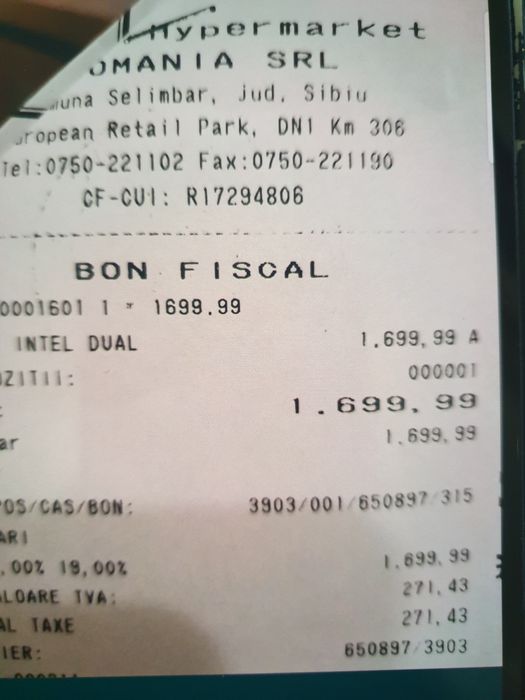 Hypermarket
OMANIA SRL
muna Selimbar, jud. Sibiu
uropean Retail Park, DN1 Km 306
Tel:0750-221102 Fax:0750-221190
CF-CUI: R17294806
BON FISCAL
0001601 1 * 1699.99
INTEL DUAL 1.699,99 A
OZITII: 000001
1.699,99
ar 1.699,99
POS/CAS/BON: 3903/001/650897/315
ARI
,00% 19,00% 1.699.99
LOARE TVA: 271,43
AL TAXE 271,43
IER: 650897/3903